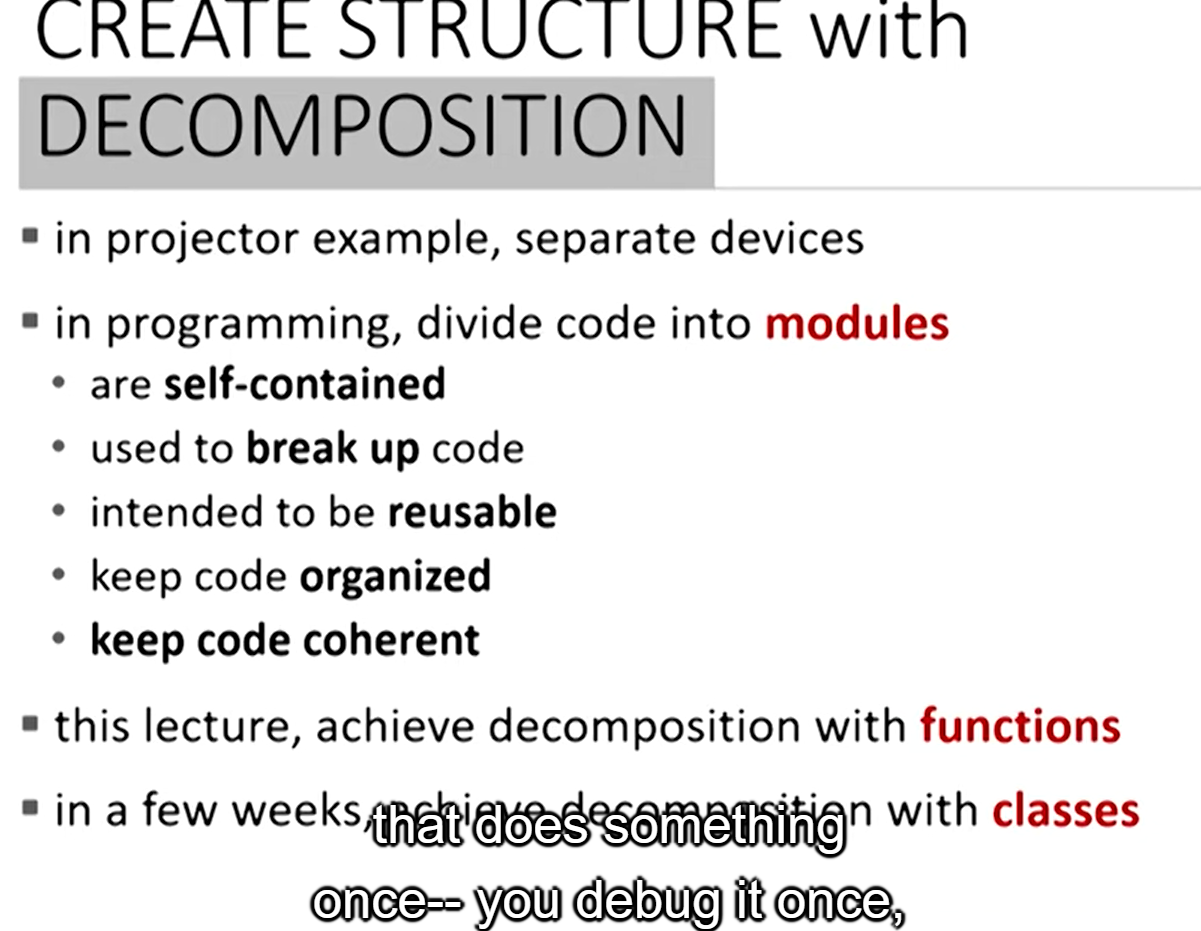 CREATE STRUCTURE with
DECOMPOSITION
▪ in projector example, separate devices
▪ in programming, divide code into modules
• are self-contained
• used to break up code
• intended to be reusable
• keep code organized
• keep code coherent
▪ this lecture, achieve decomposition with functions
▪ in a few weeks, achieve decomposition with classes
that does something
once-- you debug it once,